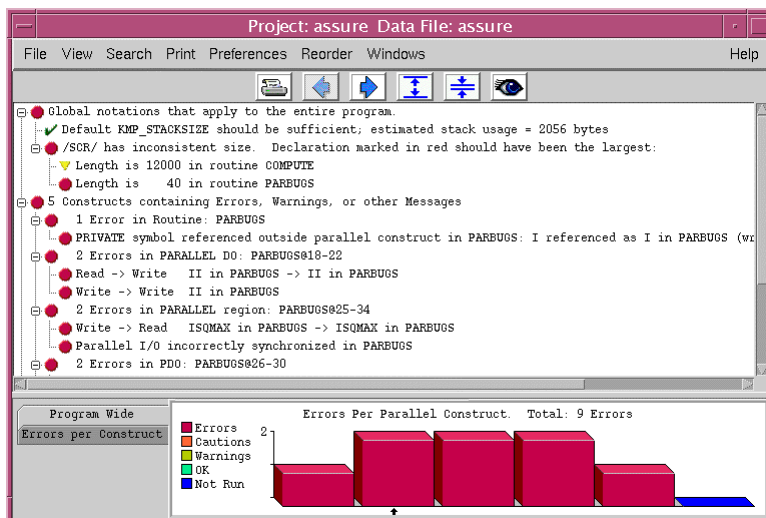 Project: assure Data File: assure
File View Search Print Preferences Reorder Windows Help
Global notations that apply to the entire program.
Default KMP_STACKSIZE should be sufficient; estimated stack usage = 2056 bytes
/SCR/ has inconsistent size. Declaration marked in red should have been the largest:
Length is 12000 in routine COMPUTE
Length is 40 in routine PARBUGS
5 Constructs containing Errors, Warnings, or other Messages
1 Error in Routine: PARBUGS
PRIVATE symbol referenced outside parallel construct in PARBUGS: I referenced as I in PARBUGS (wr
2 Errors in PARALLEL DO: PARBUGS@18-22
Read -> Write II in PARBUGS -> II in PARBUGS
Write -> Write II in PARBUGS
2 Errors in PARALLEL region: PARBUGS@25-34
Write -> Read ISQMAX in PARBUGS -> ISQMAX in PARBUGS
Parallel I/O incorrectly synchronized in PARBUGS
2 Errors in PDO: PARBUGS@26-30
Program Wide
Errors per Construct
Errors Per Parallel Construct. Total: 9 Errors
Errors
Cautions
Warnings
OK
Not Run
2